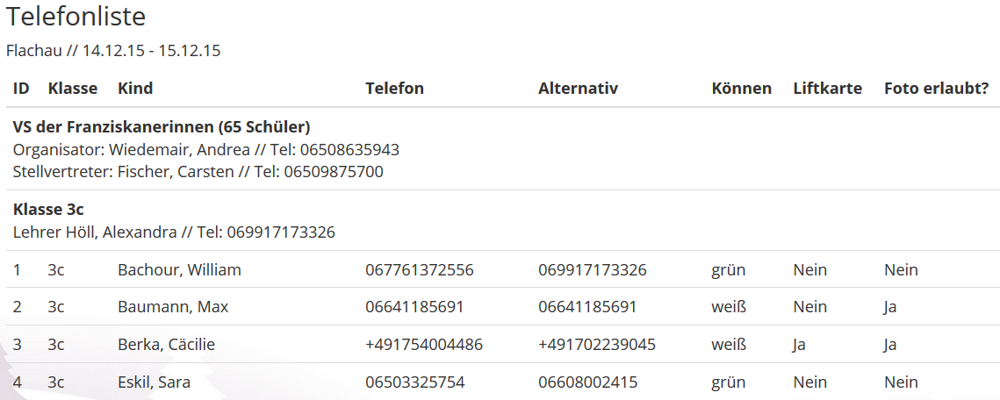 Telefonliste
Flachau // 14.12.15 - 15.12.15
ID Klasse Kind Telefon Alternativ Können Liftkarte Foto erlaubt?
VS der Franziskanerinnen (65 Schüler)
Organisator: Wiedemair, Andrea // Tel: 06508635943
Stellvertreter: Fischer, Carsten // Tel: 06509875700
Klasse 3c
Lehrer Höll, Alexandra // Tel: 069917173326
1 3c Bachour, William 067761372556 069917173326 grün Nein Nein
2 3c Baumann, Max 06641185691 06641185691 weiß Nein Ja
3 3c Berka, Cäcilie +491754004486 +491702239045 weiß Ja Ja
4 3c Eskil, Sara 06503325754 06608002415 grün Nein Nein